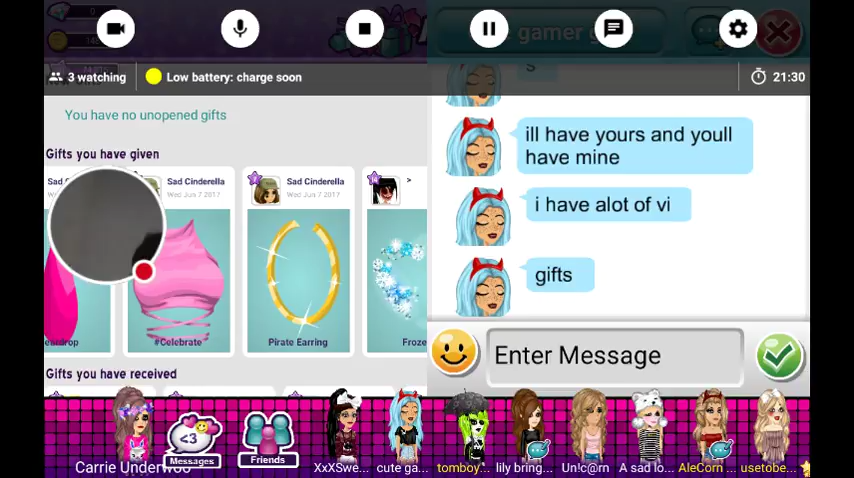 gamer g
3 watching
Low battery: charge soon
21:30
You have no unopened gifts
Gifts you have given
Sad Cinderella
Wed Jun 7 2017
#Celebrate
Sad Cinderella
Wed Jun 7 2017
Pirate Earring
>
Froze
Gifts you have received
ill have yours and youll
have mine
i have alot of vi
gifts
Enter Message
<3
Messages
Friends
XxXSwe...
cute ga...
tomboy...
lily bring...
Un!c@rn
A sad lo...
AleCorn ...
usetobe...